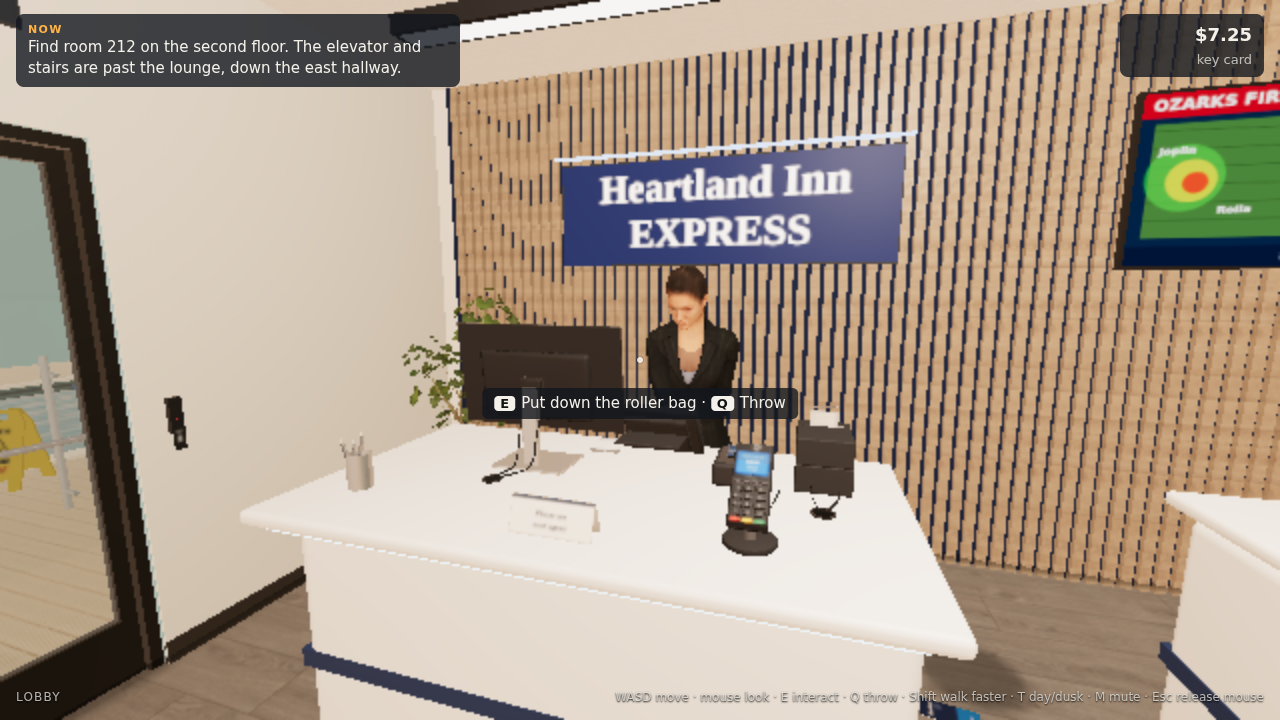 NOW
Find room 212 on the second floor. The elevator and
stairs are past the lounge, down the east hallway.
$7.25
key card
OZARKS FIR
Joplin
Rolla
Heartland Inn
EXPRESS
E Put down the roller bag · Q Throw
LOBBY
WASD move · mouse look · E interact · Q throw · Shift walk faster · T day/dusk · M mute · Esc release mouse